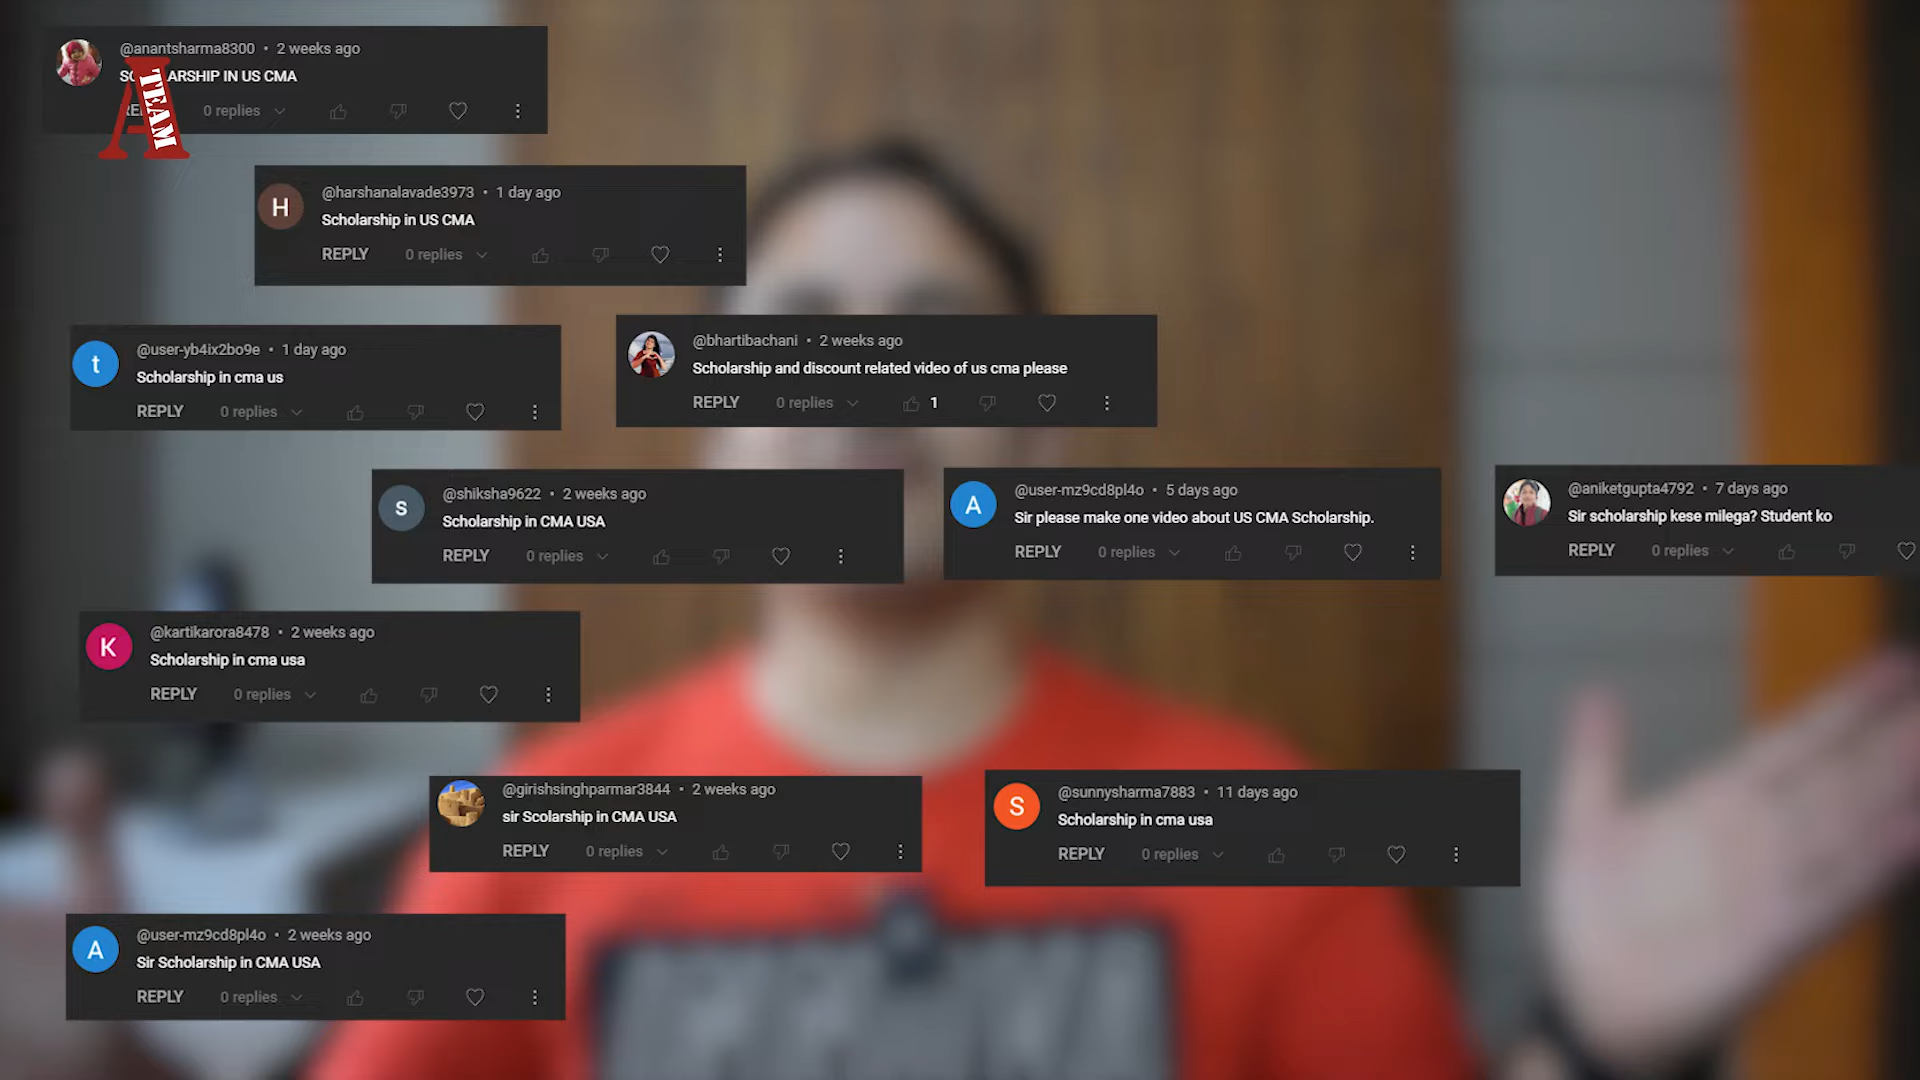 @anantsharma8300 • 2 weeks ago
ARSHIP IN US CMA
0 replies
A TEAM
@harshanalavade3973 • 1 day ago
Scholarship in US CMA
REPLY 0 replies
@user-yb4ix2bo9e • 1 day ago
Scholarship in cma us
REPLY 0 replies
@bhartibachani • 2 weeks ago
Scholarship and discount related video of us cma please
REPLY 0 replies 1
@shiksha9622 • 2 weeks ago
Scholarship in CMA USA
REPLY 0 replies
@user-mz9cd8pl4o • 5 days ago
Sir please make one video about US CMA Scholarship.
REPLY 0 replies
@aniketgupta4792 • 7 days ago
Sir scholarship kese milega? Student ko
REPLY 0 replies
@kartikarora8478 • 2 weeks ago
Scholarship in cma usa
REPLY 0 replies
@girishsinghparmar3844 • 2 weeks ago
sir Scolarship in CMA USA
REPLY 0 replies
@sunnysharma7883 • 11 days ago
Scholarship in cma usa
REPLY 0 replies
@user-mz9cd8pl4o • 2 weeks ago
Sir Scholarship in CMA USA
REPLY 0 replies